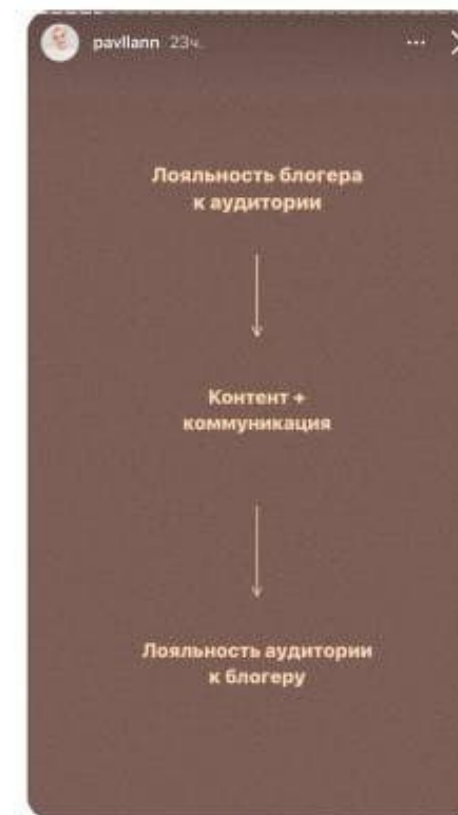 pavllann 23ч.
Лояльность блогера
к аудитории
Контент +
коммуникация
Лояльность аудитории
к блогеру